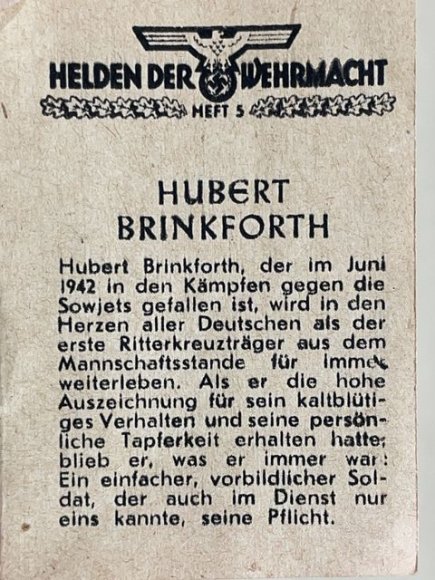 HELDEN DER WEHRMACHT
HEFT 5
HUBERT
BRINKFORTH
Hubert Brinkforth, der im Juni
1942 in den Kämpfen gegen die
Sowjets gefallen ist, wird in den
Herzen aller Deutschen als der
erste Ritterkreuzträger aus dem
Mannschaftsstande für immer
weiterleben. Als er die hohe
Auszeichnung für sein kaltblüti-
ges Verhalten und seine persön-
liche Tapferkeit erhalten hatte,
blieb er, was er immer war:
Ein einfacher, vorbildlicher Sol-
dat, der auch im Dienst nur
eins kannte, seine Pflicht.